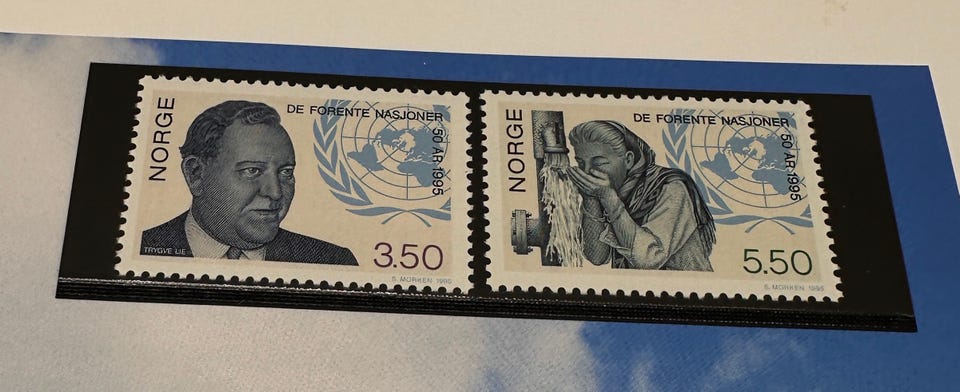 NORGE
DE FORENTE NASJONER
50 ÅR 1995
TRYGVE LIE
3.50
S. MORKEN 1995
NORGE
DE FORENTE NASJONER
50 ÅR 1995
5.50
S. MORKEN 1995